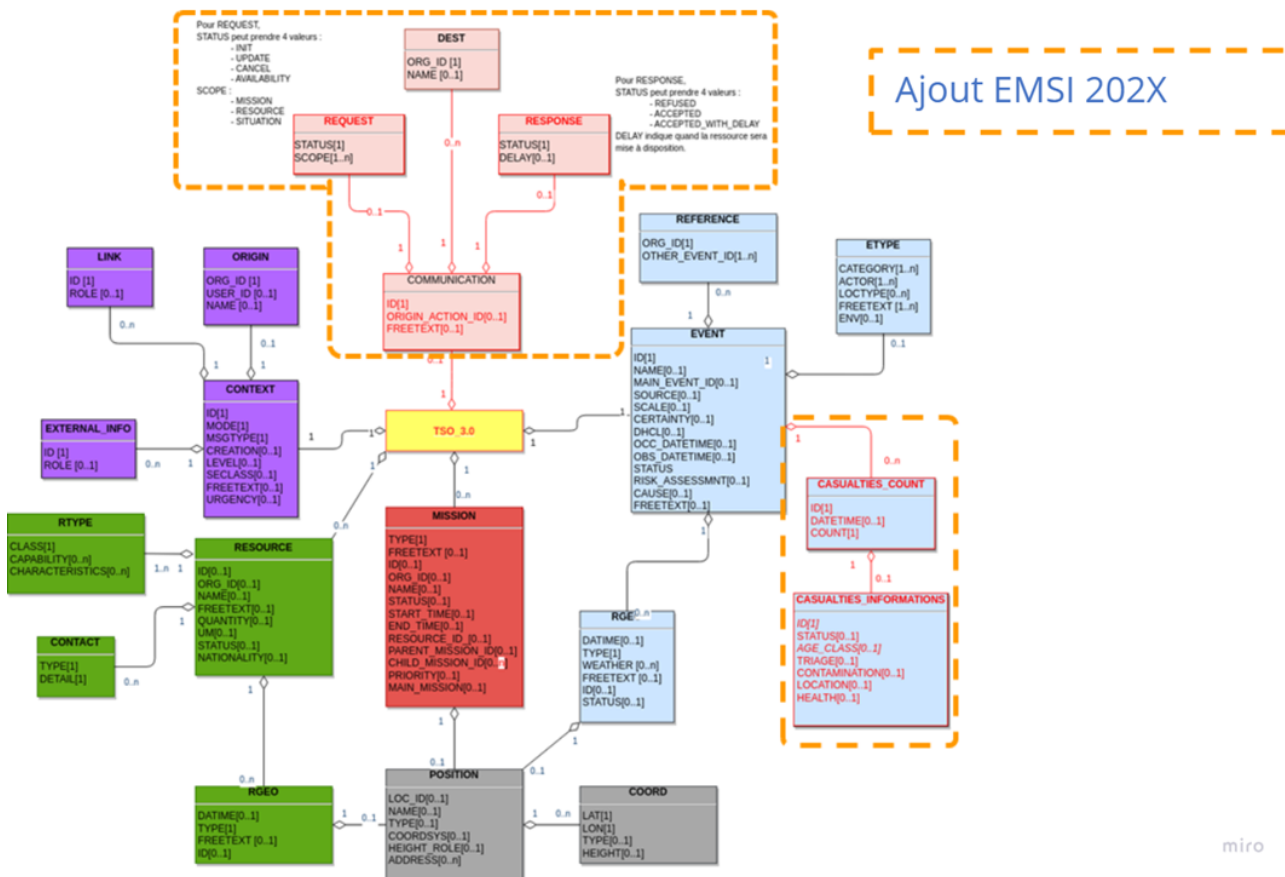 Pour REQUEST,
STATUS peut prendre 4 valeurs :
- INIT
- UPDATE
- CANCEL
- AVAILABILITY
SCOPE :
- MISSION
- RESOURCE
- SITUATION
DEST
ORG_ID [1]
NAME [0..1]
Pour RESPONSE,
STATUS peut prendre 4 valeurs :
- REFUSED
- ACCEPTED
- ACCEPTED_WITH_DELAY
DELAY indique quand la ressource sera
mise à disposition.
Ajout EMSI 202X
REQUEST
STATUS[1]
SCOPE[1..n]
0..n
RESPONSE
STATUS[1]
DELAY[0..1]
0..1
0..1
1
1
1
COMMUNICATION
ID[1]
ORIGIN_ACTION_ID[0..1]
FREETEXT[0..1]
0..2
1
REFERENCE
ORG_ID[1]
OTHER_EVENT_ID[1..n]
0..n
1
ETYPE
CATEGORY[1..n]
ACTOR[1..n]
LOCTYPE[0..n]
FREETEXT [1..n]
ENV[0..1]
0..1
LINK
ID [1]
ROLE [0..1]
0..n
1
ORIGIN
ORG_ID [1]
USER_ID [0..1]
NAME [0..1]
0..1
1
CONTEXT
ID[1]
MODE[1]
MSGTYPE[1]
CREATION[0..1]
LEVEL[0..1]
SECLASS[0..1]
FREETEXT[0..1]
URGENCY[0..1]
1
1
EXTERNAL_INFO
ID [1]
ROLE [0..1]
0..n
1
TSO_3.0
1
1
EVENT
1
ID[1]
NAME[0..1]
MAIN_EVENT_ID[0..1]
SOURCE[0..1]
SCALE[0..1]
CERTAINTY[0..1]
DHCL[0..1]
OCC_DATETIME[0..1]
OBS_DATETIME[0..1]
STATUS
RISK_ASSESSMNT[0..1]
CAUSE[0..1]
FREETEXT[0..1]
1
0..n
CASUALTIES_COUNT
ID[1]
DATETIME[0..1]
COUNT[1]
1
0..1
CASUALTIES_INFORMATIONS
ID[1]
STATUS[0..1]
AGE_CLASS[0..1]
TRIAGE[0..1]
CONTAMINATION[0..1]
LOCATION[0..1]
HEALTH[0..1]
1
0..n
1
0..n
RTYPE
CLASS[1]
CAPABILITY[0..n]
CHARACTERISTICS[0..n]
1..n
1
RESOURCE
ID[0..1]
ORG_ID[0..1]
NAME[0..1]
FREETEXT[0..1]
QUANTITY[0..1]
UM[0..1]
STATUS[0..1]
NATIONALITY[0..1]
CONTACT
TYPE[1]
DETAIL[1]
1
0..n
MISSION
TYPE[1]
FREETEXT [0..1]
ID[0..1]
ORG_ID[0..1]
NAME[0..1]
STATUS[0..1]
START_TIME[0..1]
END_TIME[0..1]
RESOURCE_ID_[0..1]
PARENT_MISSION_ID[0..1]
CHILD_MISSION_ID[0..n]
PRIORITY[0..1]
MAIN_MISSION[0..1]
1
0..n
RGE
DATIME[0..1]
TYPE[1]
WEATHER [0..n]
FREETEXT [0..1]
ID[0..1]
STATUS[0..1]
1
0..1
1
0..n
1
0..1
RGEO
DATIME[0..1]
TYPE[1]
FREETEXT [0..1]
ID[0..1]
1
0..1
POSITION
LOC_ID[0..1]
NAME[0..1]
TYPE[0..1]
COORDSYS[0..1]
HEIGHT_ROLE[0..1]
ADDRESS[0..n]
1
0..n
COORD
LAT[1]
LON[1]
TYPE[0..1]
HEIGHT[0..1]
miro